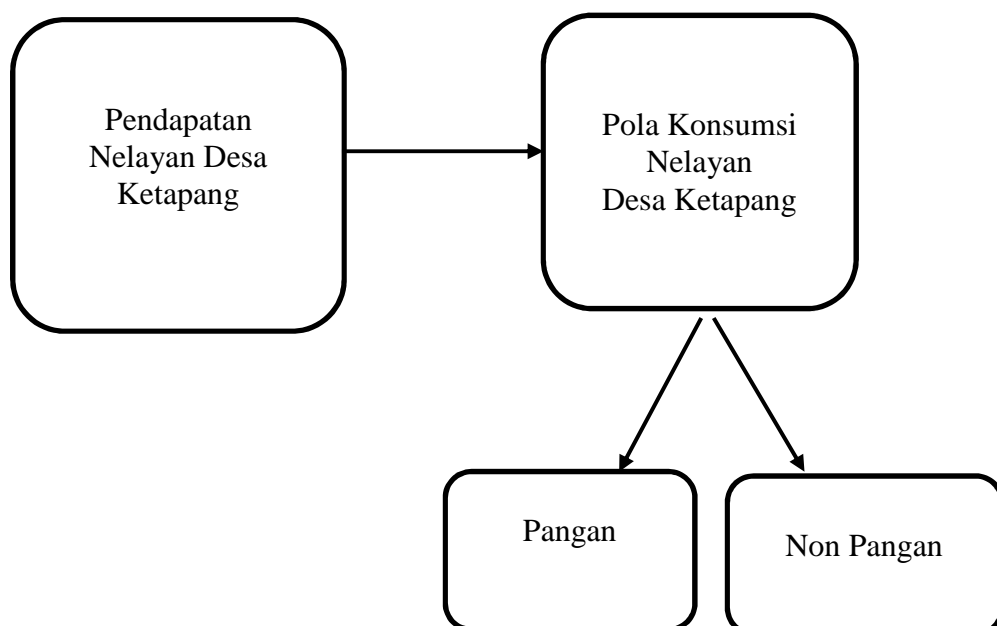 Pendapatan
Nelayan Desa
Ketapang
Pola Konsumsi
Nelayan
Desa Ketapang
Pangan
Non Pangan